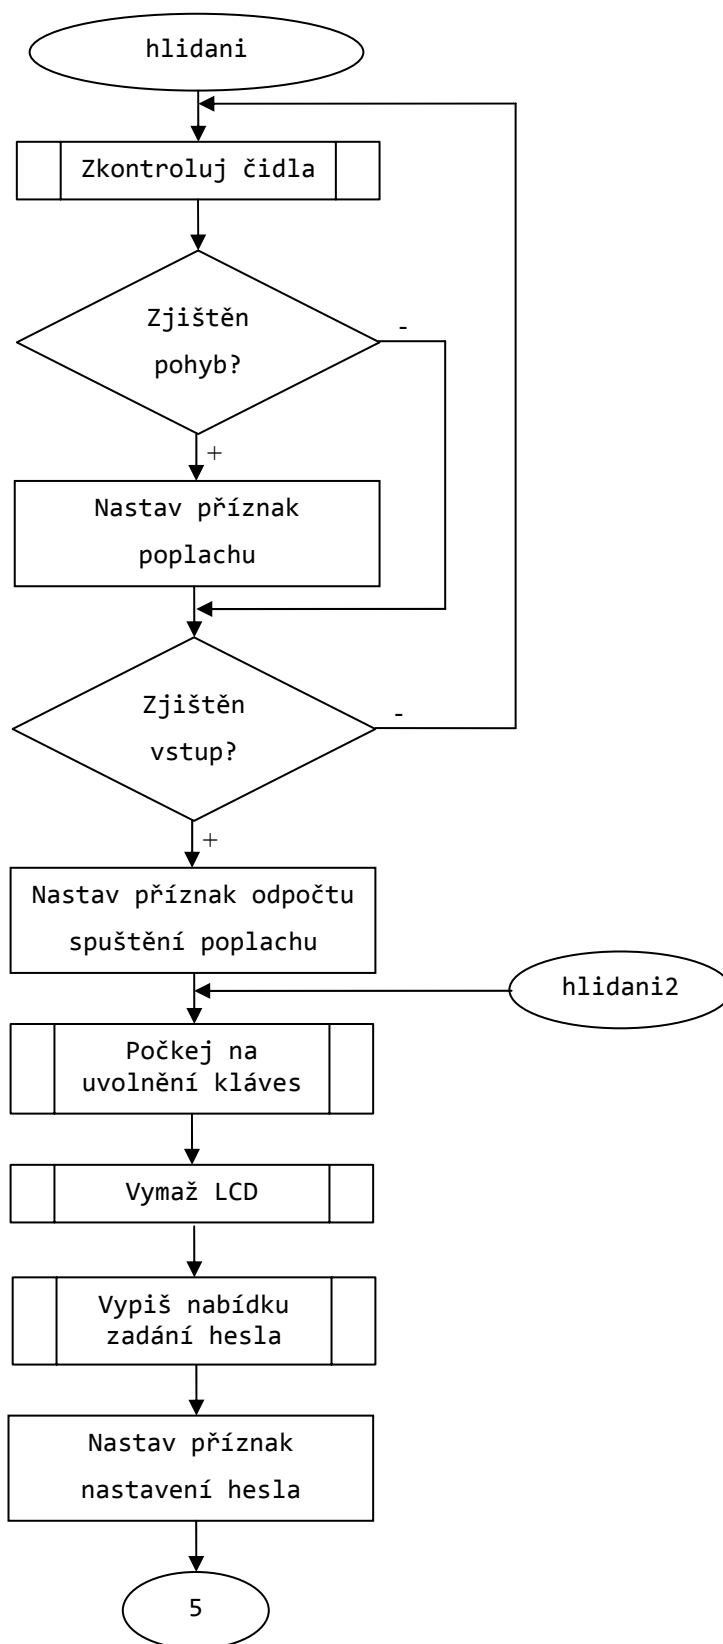 hlidani
Zkontroluj čidla
Zjištěn
pohyb?
-
+
Nastav příznak
poplachu
Zjištěn
vstup?
-
+
Nastav příznak odpočtu
spuštění poplachu
hlidani2
Počkej na
uvolnění kláves
Vymaž LCD
Vypiš nabídku
zadání hesla
Nastav příznak
nastavení hesla
5